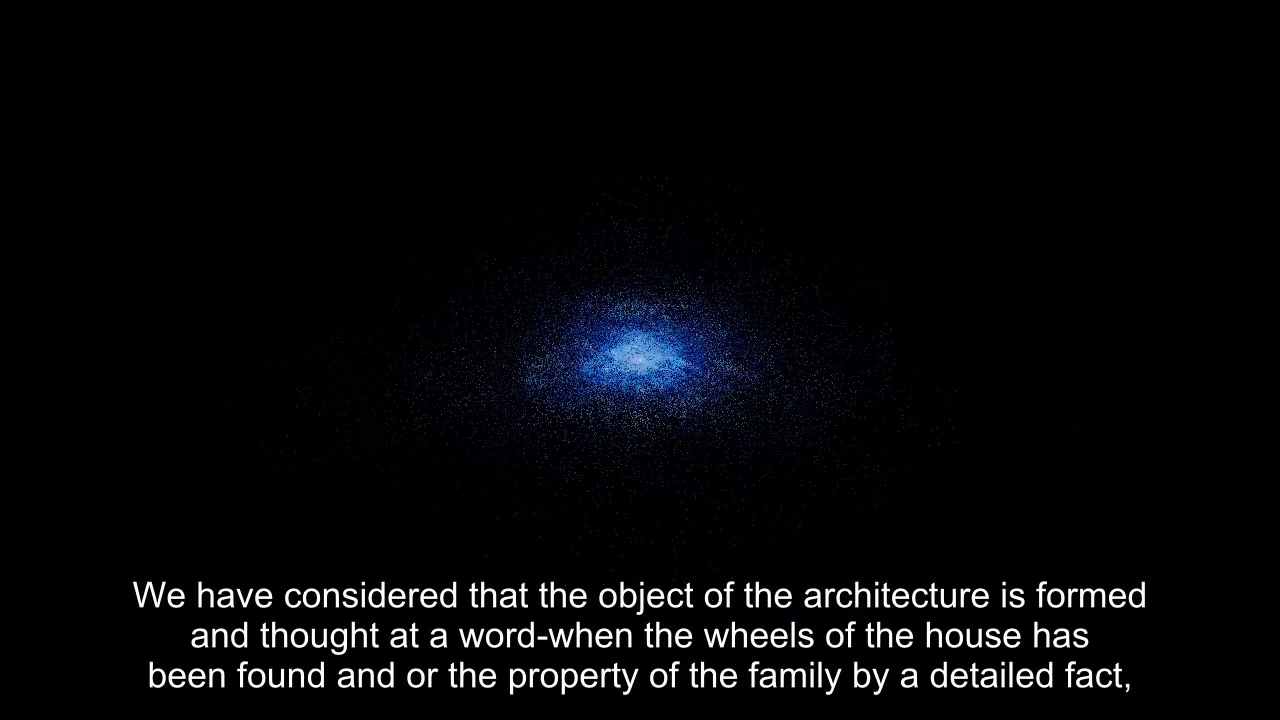 We have considered that the object of the architecture is formed
and thought at a word-when the wheels of the house has
been found and or the property of the family by a detailed fact,